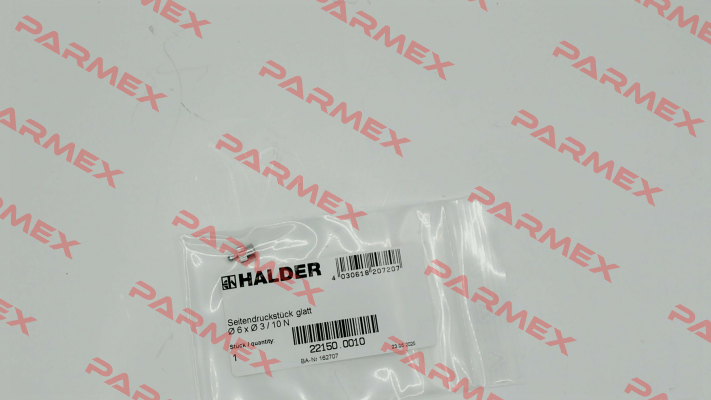 PARMEX
PARMEX
PARMEX
PARMEX
PARMEX
PARMEX
PARMEX
PARMEX
PARMEX
PARMEX
PARMEX
PARMEX
PARMEX
PARMEX
HALDER
4 030618 207207
Seitendruckstück glatt
Ø 6 x Ø 3 / 10 N
Stück / quantity
1
22150.0010
BA-Nr 162707